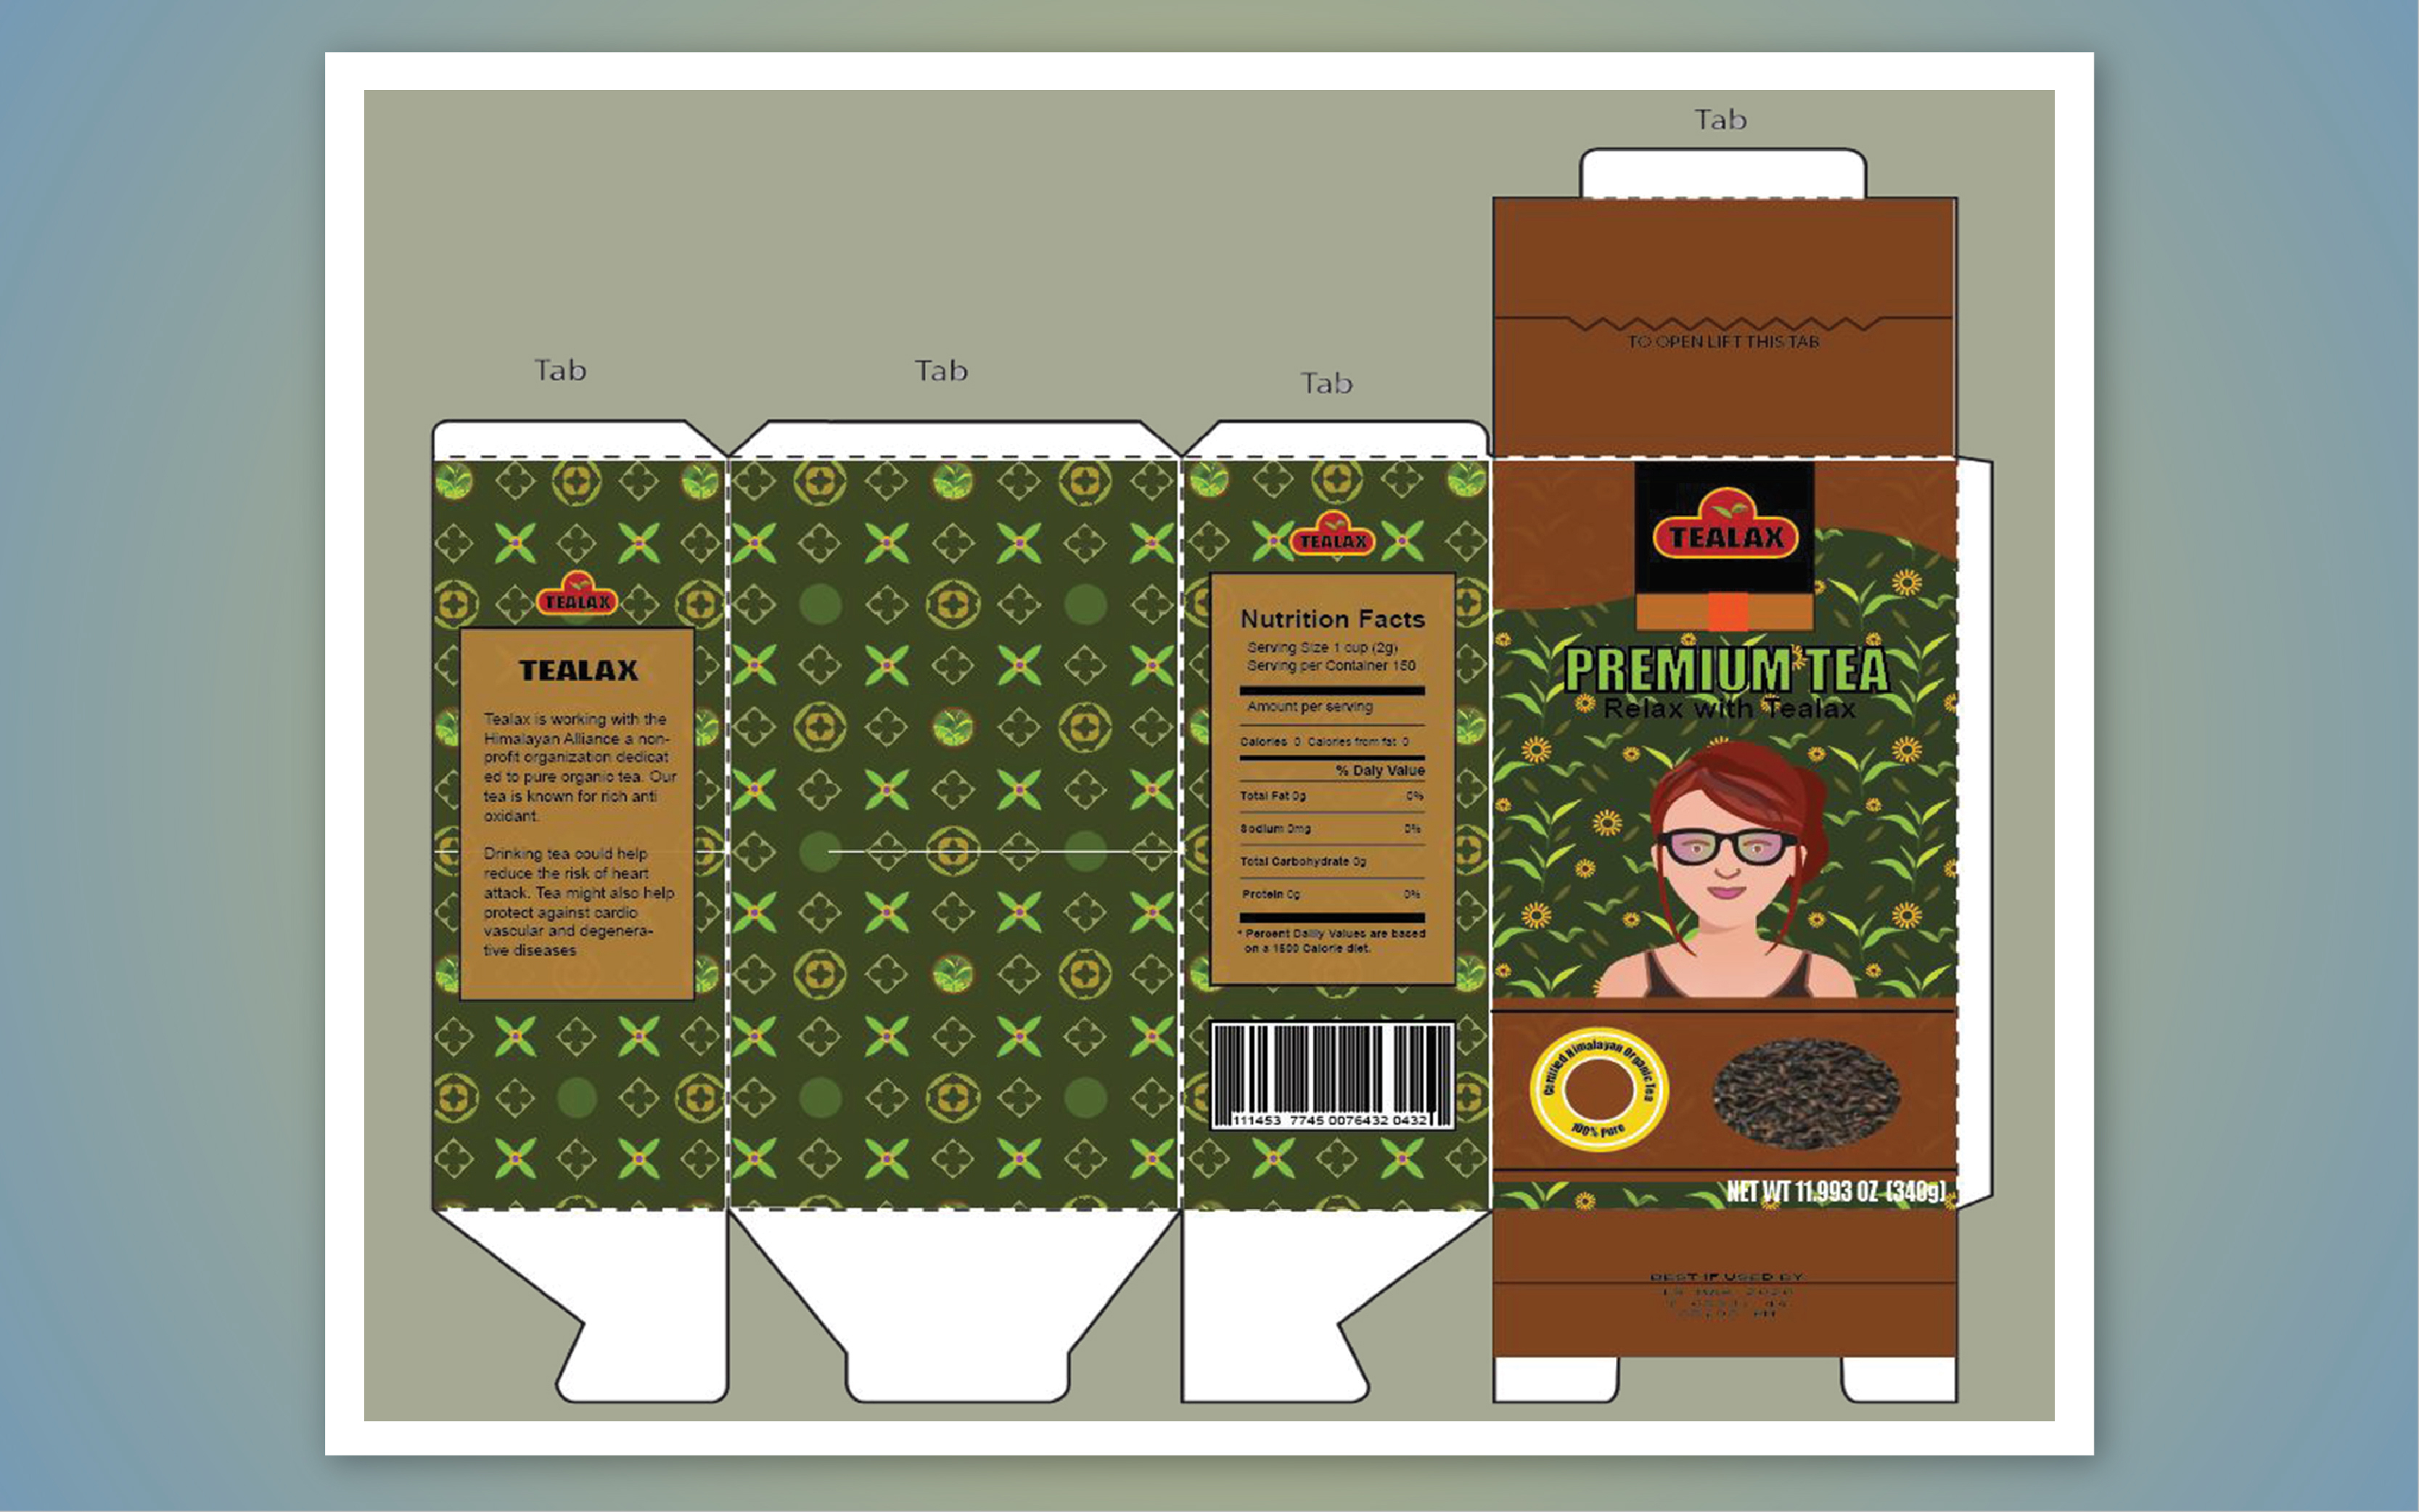 Tab
TO OPEN LIFT THIS TAB
Tab
Tab
Tab
TEALAX
TEALAX
Tealax is working with the
Himalayan Alliance a non-
profit organization dedicat
ed to pure organic tea. Our
tea is known for rich anti
oxidant.
Drinking tea could help
reduce the risk of heart
attack. Tea might also help
protect against cardio
vascular and degenera-
tive diseases
TEALAX
Nutrition Facts
Serving Size 1 cup (2g)
Serving per Container 150
Amount per serving
Calories 0 Calories from fat 0
% Daly Value
Total Fat 0g 0%
Sodium 0mg 0%
Total Carbohydrate 0g
Protein 0g 0%
* Percent Dailly Values are based
on a 1500 Calorie diet.
111453 7745 0076432 0432
TEALAX
PREMIUM TEA
Relax with Tealax
Certified Himalayan Organic Tea
100% Pure
NET WT 11.993 OZ (340g)
BEST IF USED BY